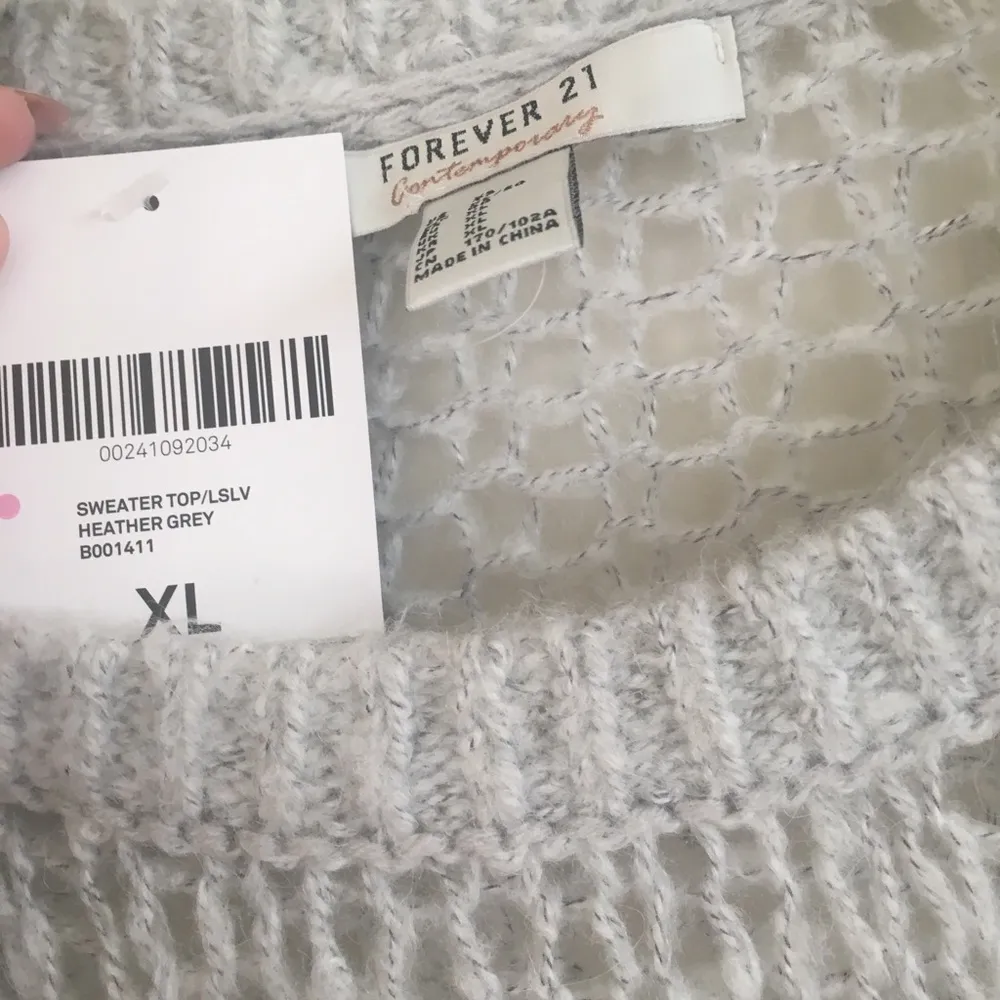 FOREVER 21
Contemporary
170/102A
MADE IN CHINA
00241092034
SWEATER TOP/LSLV
HEATHER GREY
B001411
XL